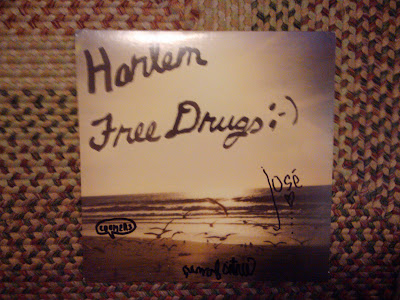 Harlem
Free Drugs :-)
José